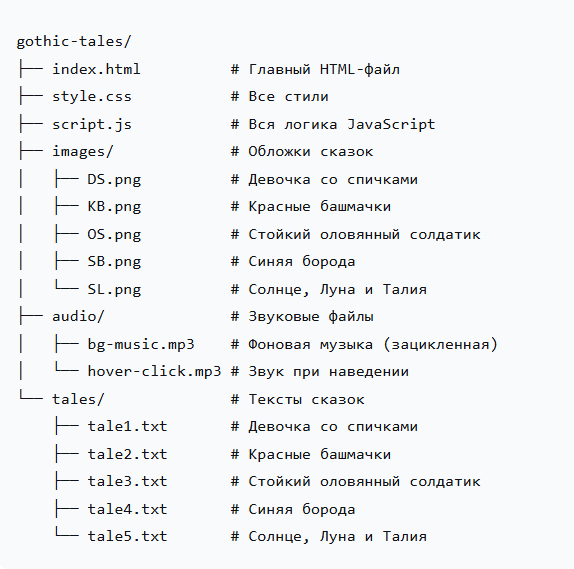 gothic-tales/
├── index.html          # Главный HTML-файл
├── style.css           # Все стили
├── script.js           # Вся логика JavaScript
├── images/             # Обложки сказок
│   ├── DS.png          # Девочка со спичками
│   ├── KB.png          # Красные башмачки
│   ├── OS.png          # Стойкий оловянный солдатик
│   ├── SB.png          # Синяя борода
│   └── SL.png          # Солнце, Луна и Талия
├── audio/              # Звуковые файлы
│   ├── bg-music.mp3    # Фоновая музыка (зацикленная)
│   └── hover-click.mp3 # Звук при наведении
└── tales/              # Тексты сказок
    ├── tale1.txt       # Девочка со спичками
    ├── tale2.txt       # Красные башмачки
    ├── tale3.txt       # Стойкий оловянный солдатик
    ├── tale4.txt       # Синяя борода
    └── tale5.txt       # Солнце, Луна и Талия